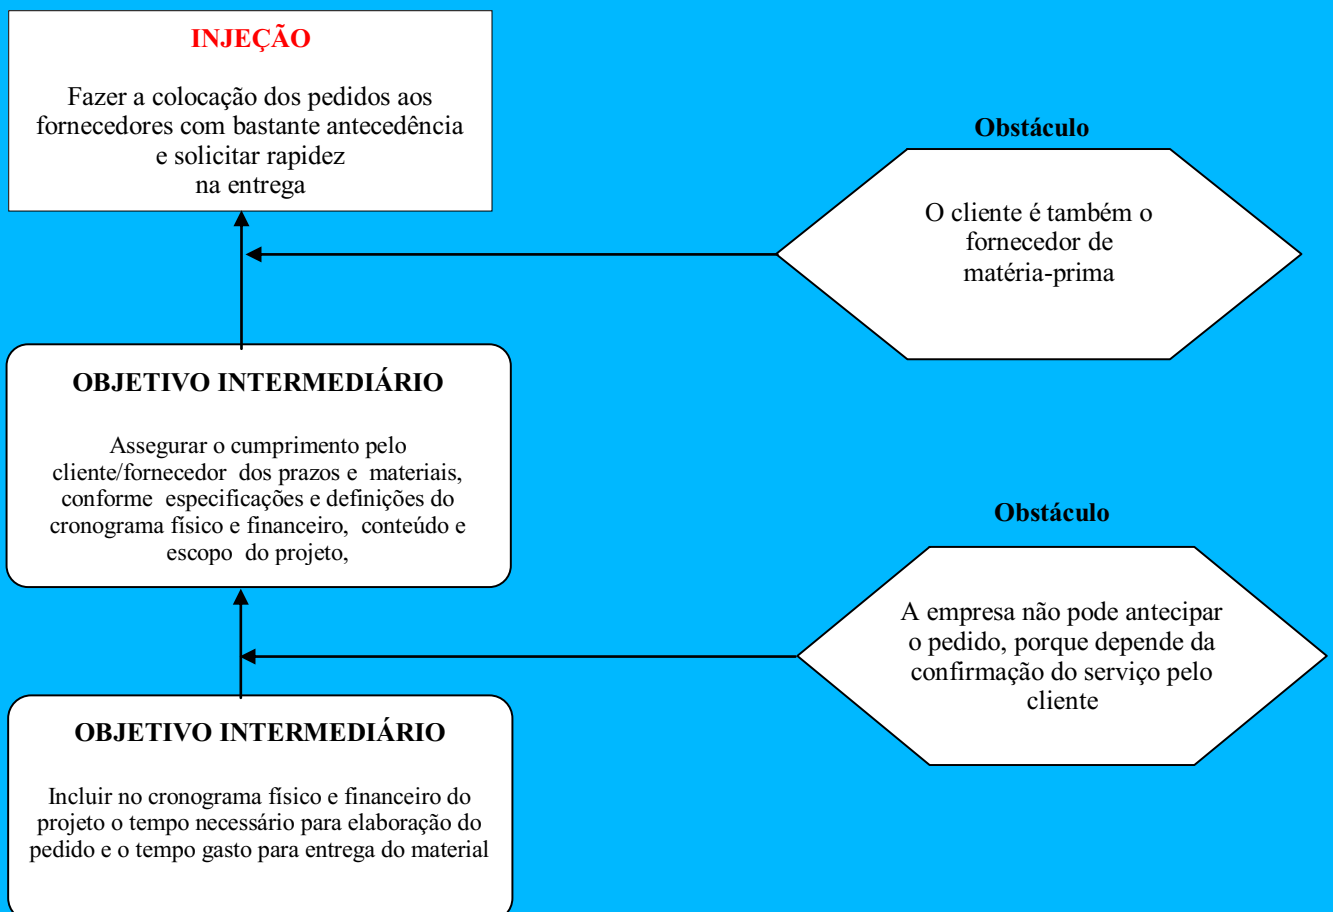 INJEÇÃO
Fazer a colocação dos pedidos aos
fornecedores com bastante antecedência
e solicitar rapidez
na entrega
Obstáculo
O cliente é também o
fornecedor de
matéria-prima
OBJETIVO INTERMEDIÁRIO
Assegurar o cumprimento pelo
cliente/fornecedor dos prazos e materiais,
conforme especificações e definições do
cronograma físico e financeiro, conteúdo e
escopo do projeto,
Obstáculo
A empresa não pode antecipar
o pedido, porque depende da
confirmação do serviço pelo
cliente
OBJETIVO INTERMEDIÁRIO
Incluir no cronograma físico e financeiro do
projeto o tempo necessário para elaboração do
pedido e o tempo gasto para entrega do material